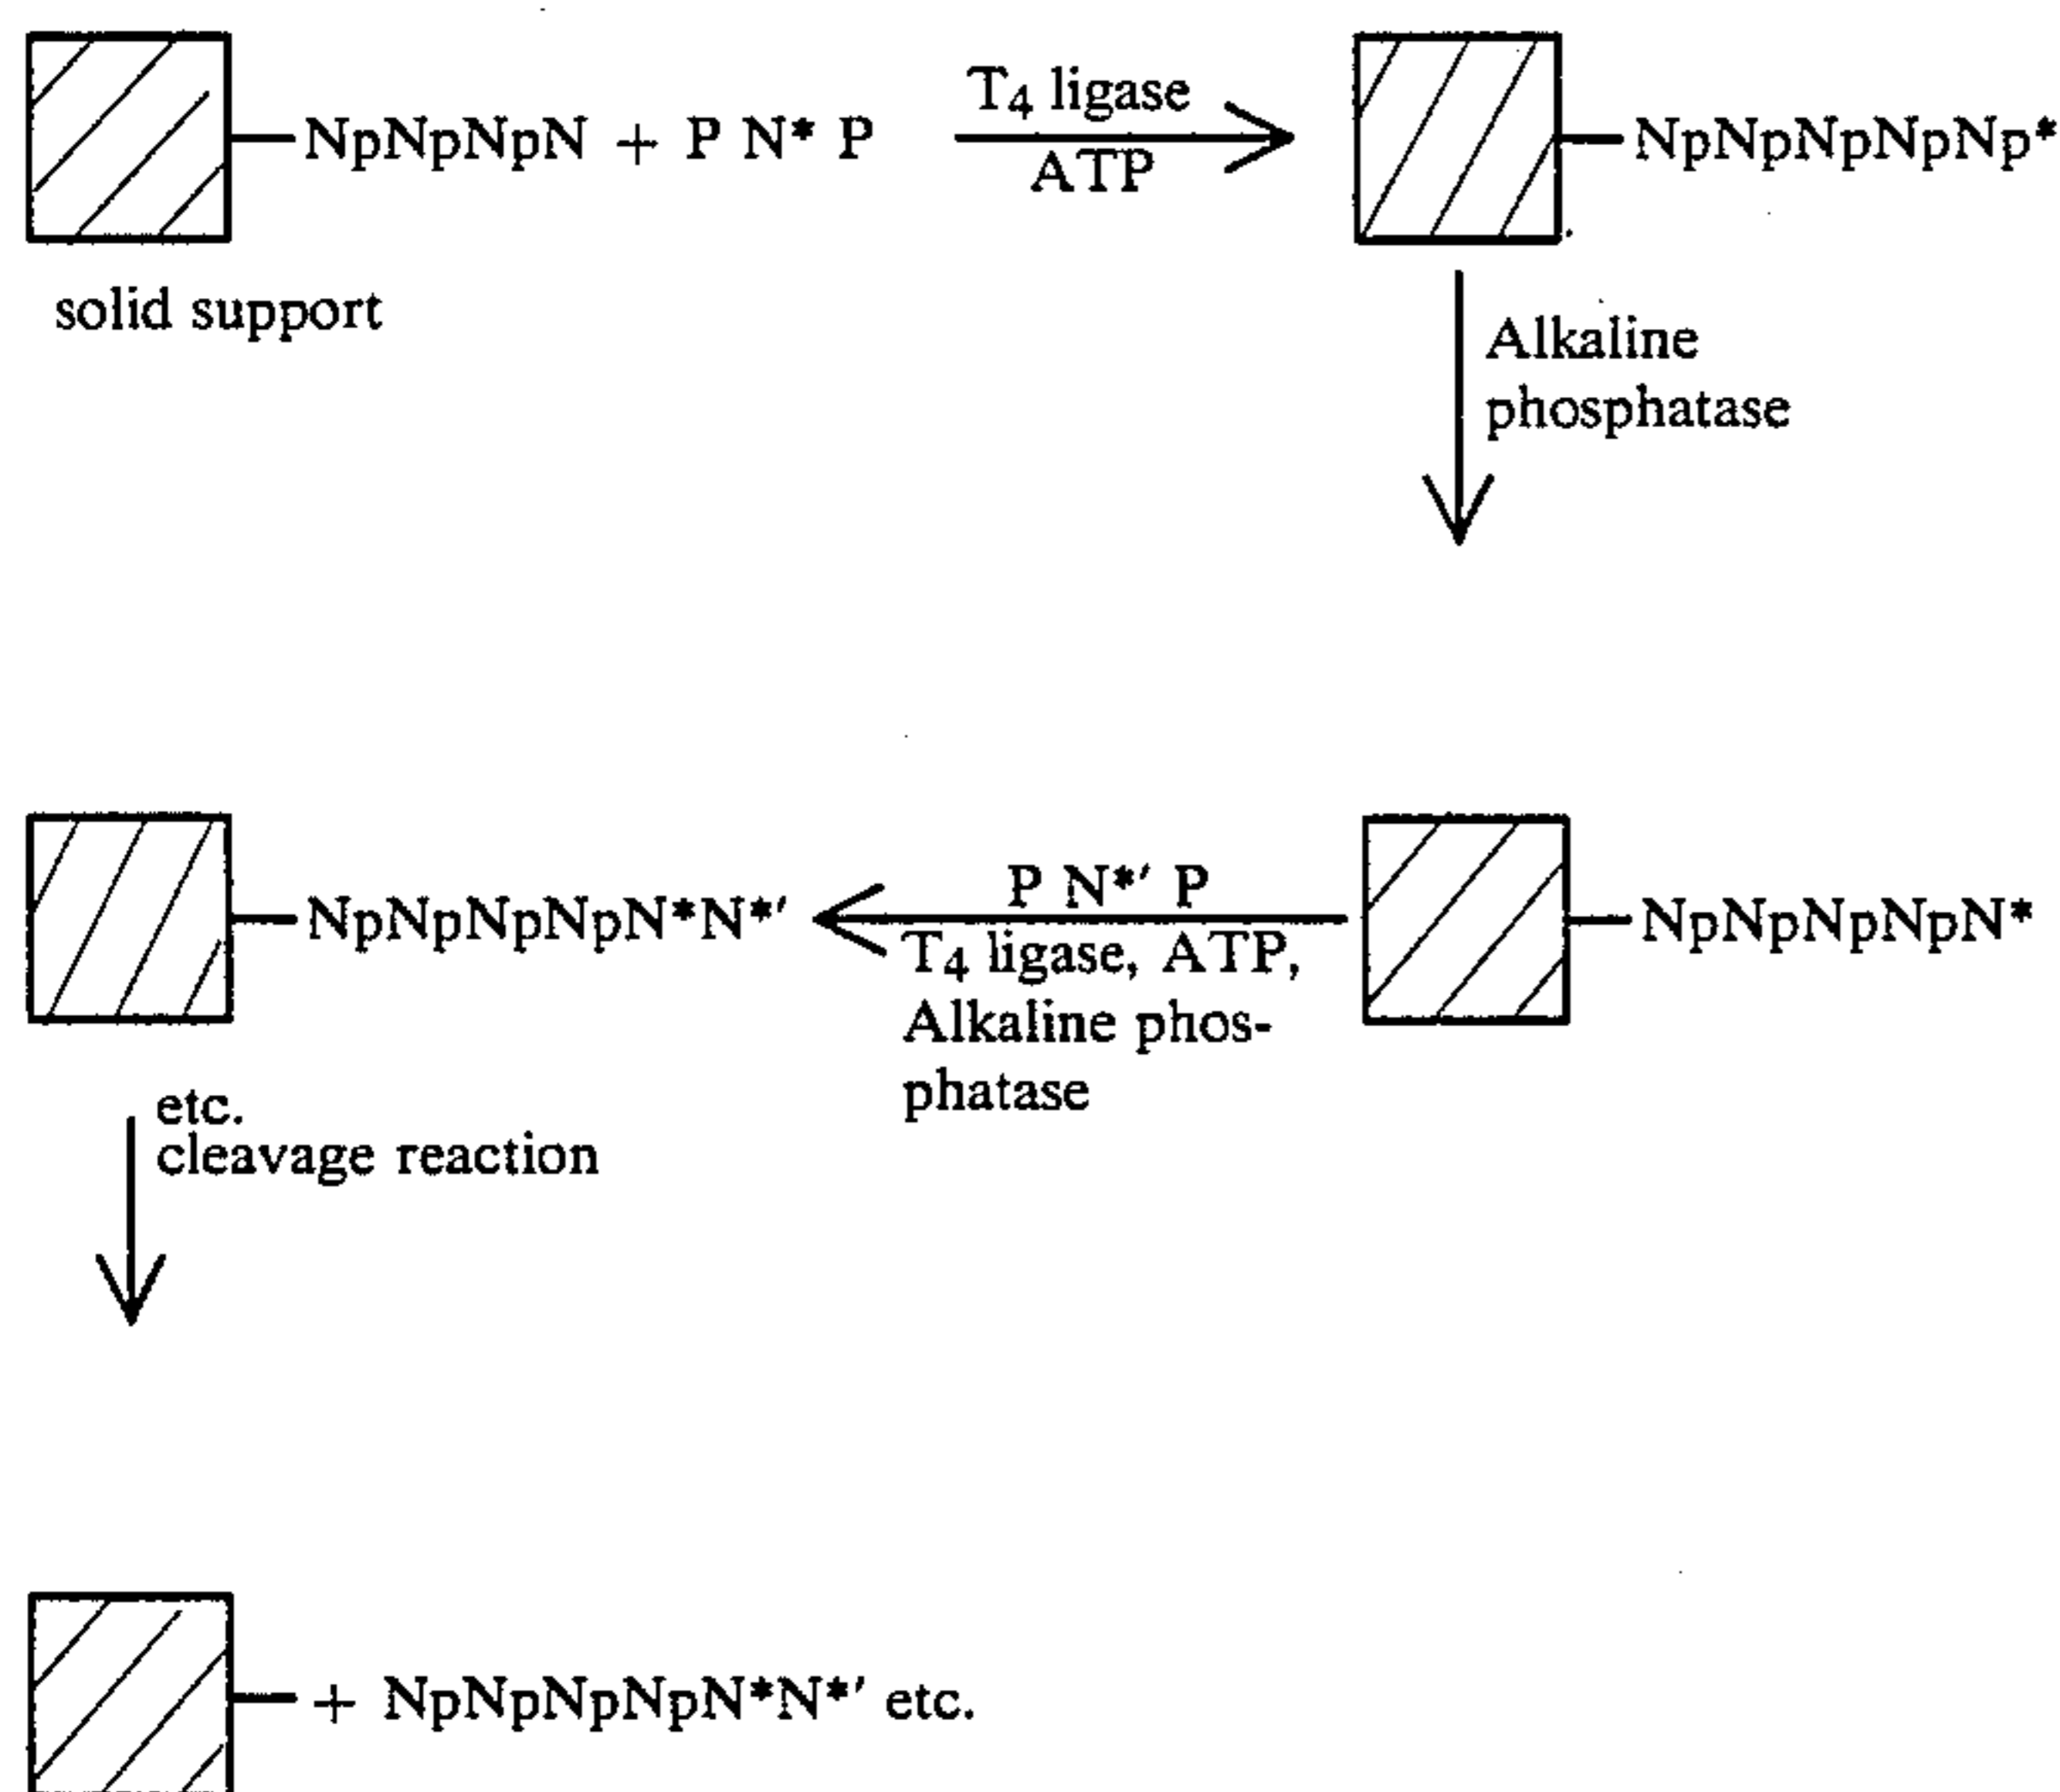 NpNpNpN + P N* P
T4 ligase
ATP
NpNpNpNpNp*
solid support
Alkaline
phosphatase
NpNpNpNpN*N*′
P N*′ P
T4 ligase, ATP,
Alkaline phos-
phatase
NpNpNpNpN*
etc.
cleavage reaction
+ NpNpNpNpN*N*′ etc.